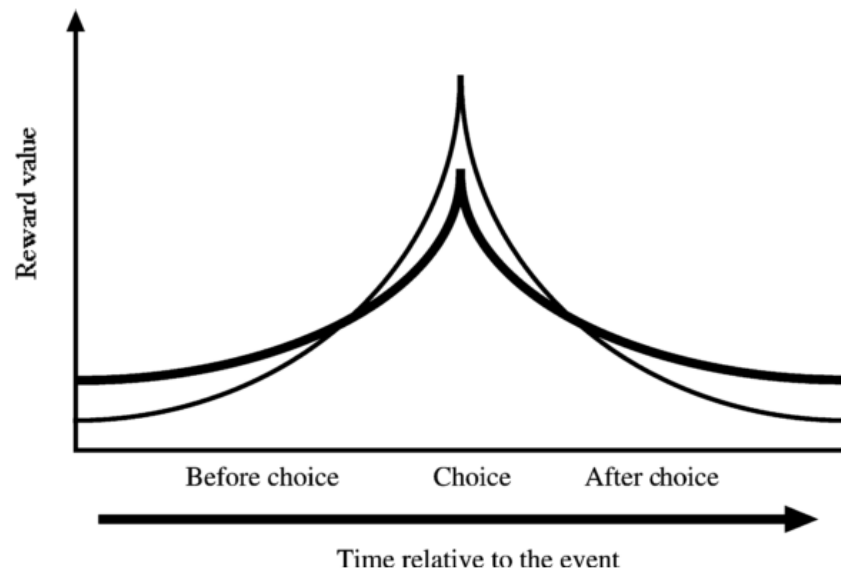 Reward value
Before choice
Choice
After choice
Time relative to the event